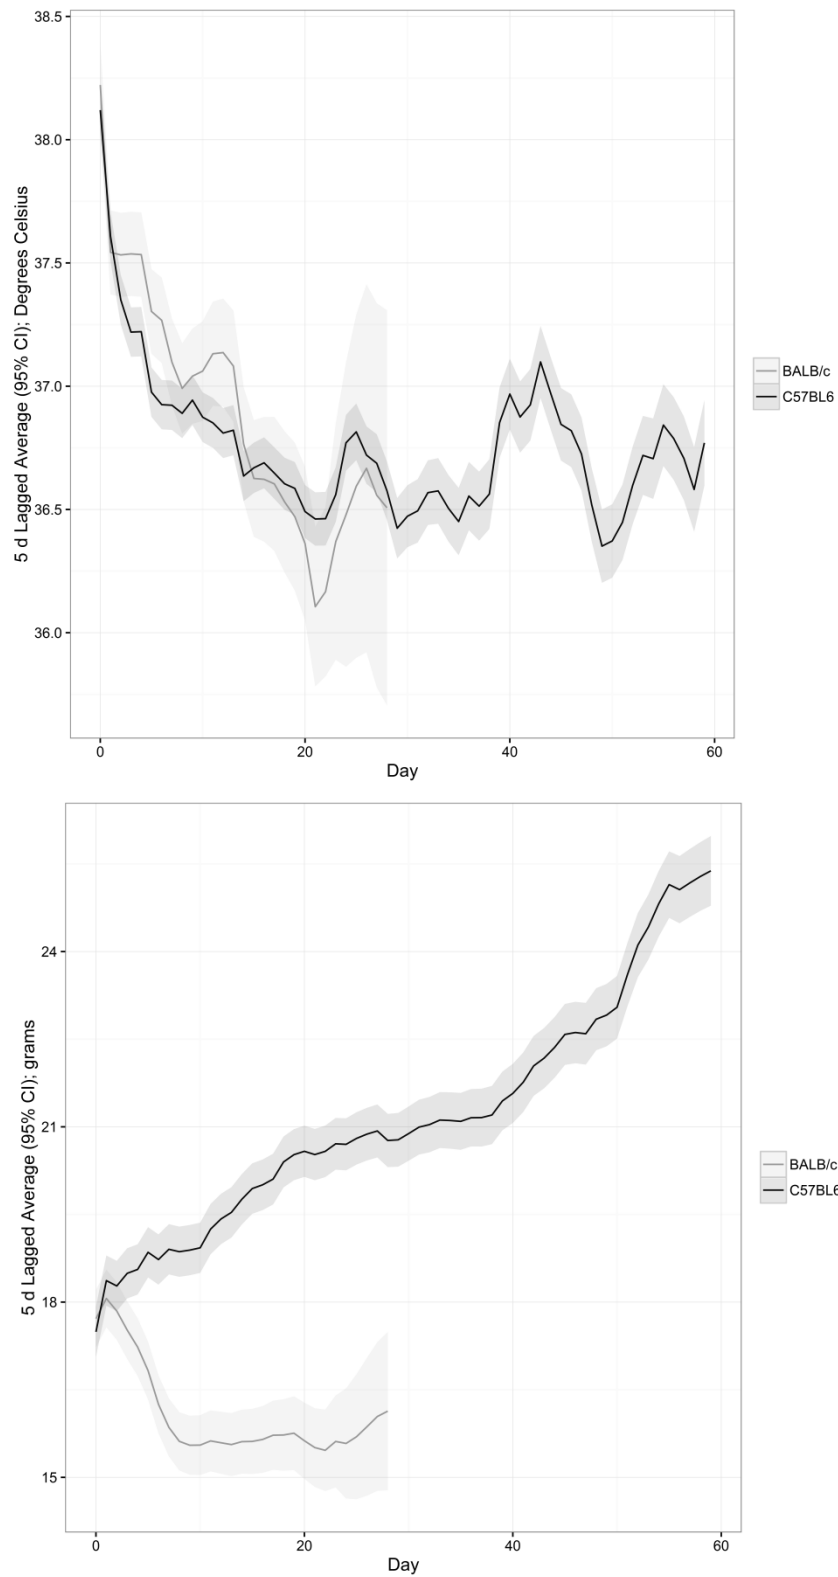 38.5
38.0
37.5
37.0
36.5
36.0
5 d Lagged Average (95% CI); Degrees Celsius
BALB/c
C57BL6
0
20
40
60
Day
24
21
18
15
5 d Lagged Average (95% CI); grams
BALB/c
C57BL6
0
20
40
60
Day